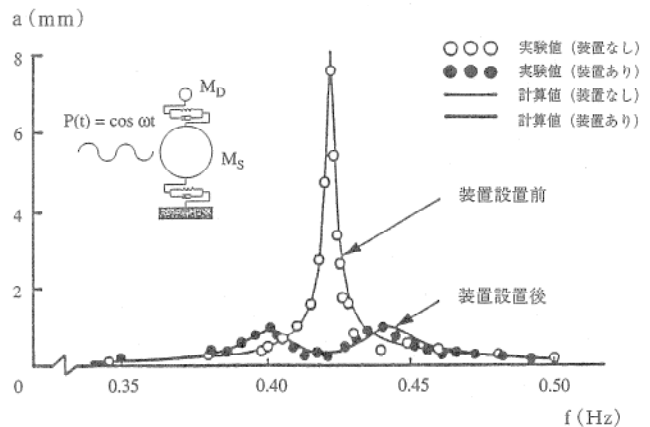 a (mm)
8
6
4
2
0
0.35
0.40
0.45
0.50
f (Hz)
M_D
P(t) = cos ωt
M_S
○○○ 実験値 (装置なし)
●●● 実験値 (装置あり)
計算値 (装置なし)
計算値 (装置あり)
装置設置前
装置設置後